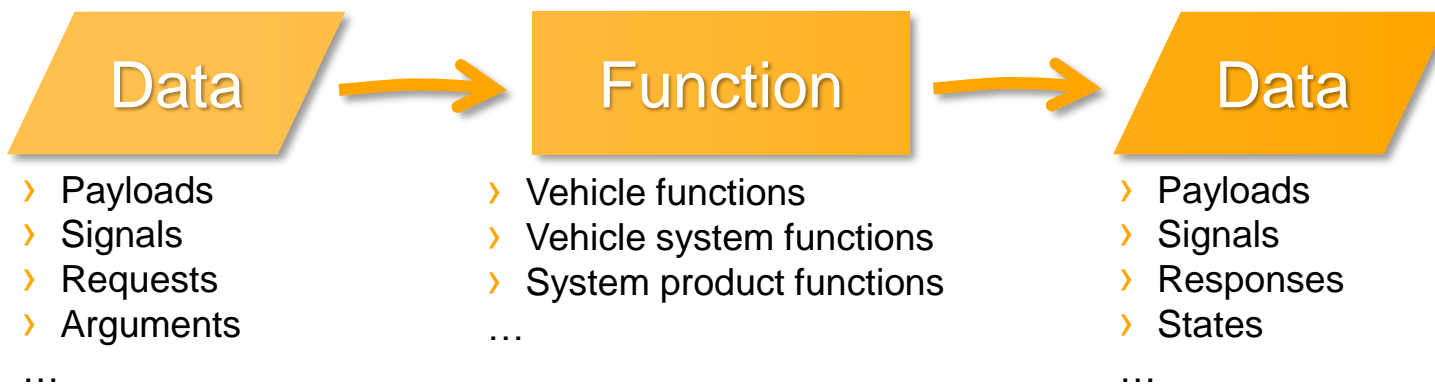 Data
› Payloads
› Signals
› Requests
› Arguments
…
Function
› Vehicle functions
› Vehicle system functions
› System product functions
…
Data
› Payloads
› Signals
› Responses
› States
…